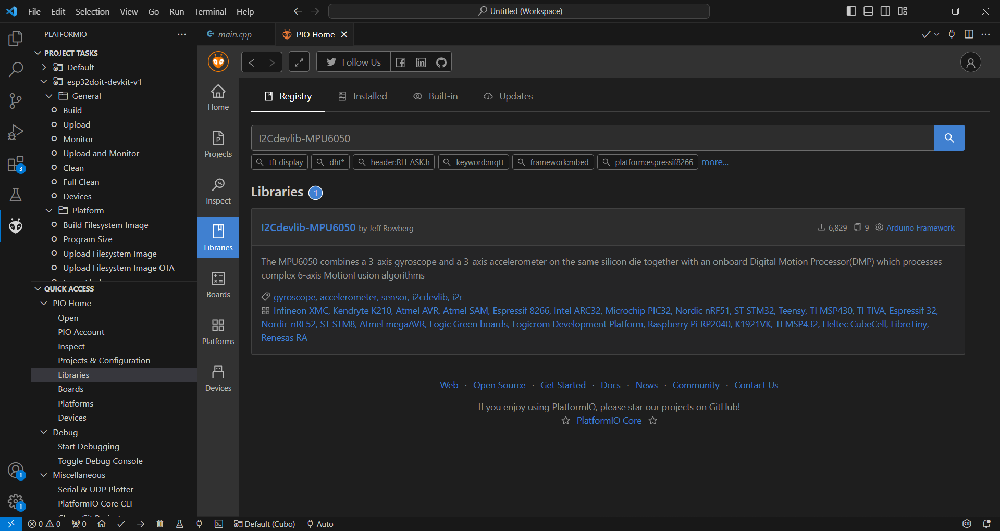 File Edit Selection View Go Run Terminal Help
Untitled (Workspace)
PLATFORMIO
main.cpp
PIO Home
PROJECT TASKS
Default
esp32doit-devkit-v1
General
Build
Upload
Monitor
Upload and Monitor
Clean
Full Clean
Devices
Platform
Build Filesystem Image
Program Size
Upload Filesystem Image
Upload Filesystem Image OTA
QUICK ACCESS
PIO Home
Open
PIO Account
Inspect
Projects & Configuration
Libraries
Boards
Platforms
Devices
Debug
Start Debugging
Toggle Debug Console
Miscellaneous
Serial & UDP Plotter
PlatformIO Core CLI
3
1
1
Follow Us
Home
Projects
Inspect
Libraries
Boards
Platforms
Devices
Registry Installed Built-in Updates
I2Cdevlib-MPU6050
tft display dht* header:RH_ASK.h keyword:mqtt framework:mbed platform:espressif8266 more...
Libraries 1
I2Cdevlib-MPU6050 by Jeff Rowberg 6,829 9 Arduino Framework
The MPU6050 combines a 3-axis gyroscope and a 3-axis accelerometer on the same silicon die together with an onboard Digital Motion Processor(DMP) which processes
complex 6-axis MotionFusion algorithms
gyroscope, accelerometer, sensor, i2cdevlib, i2c
Infineon XMC, Kendryte K210, Atmel AVR, Atmel SAM, Espressif 8266, Intel ARC32, Microchip PIC32, Nordic nRF51, ST STM32, Teensy, TI MSP430, TI TIVA, Espressif 32,
Nordic nRF52, ST STM8, Atmel megaAVR, Logic Green boards, Logicrom Development Platform, Raspberry Pi RP2040, K1921VK, TI MSP432, Heltec CubeCell, LibreTiny,
Renesas RA
Web · Open Source · Get Started · Docs · News · Community · Contact Us
If you enjoy using PlatformIO, please star our projects on GitHub!
PlatformIO Core
0 0 0 Default (Cubo) Auto